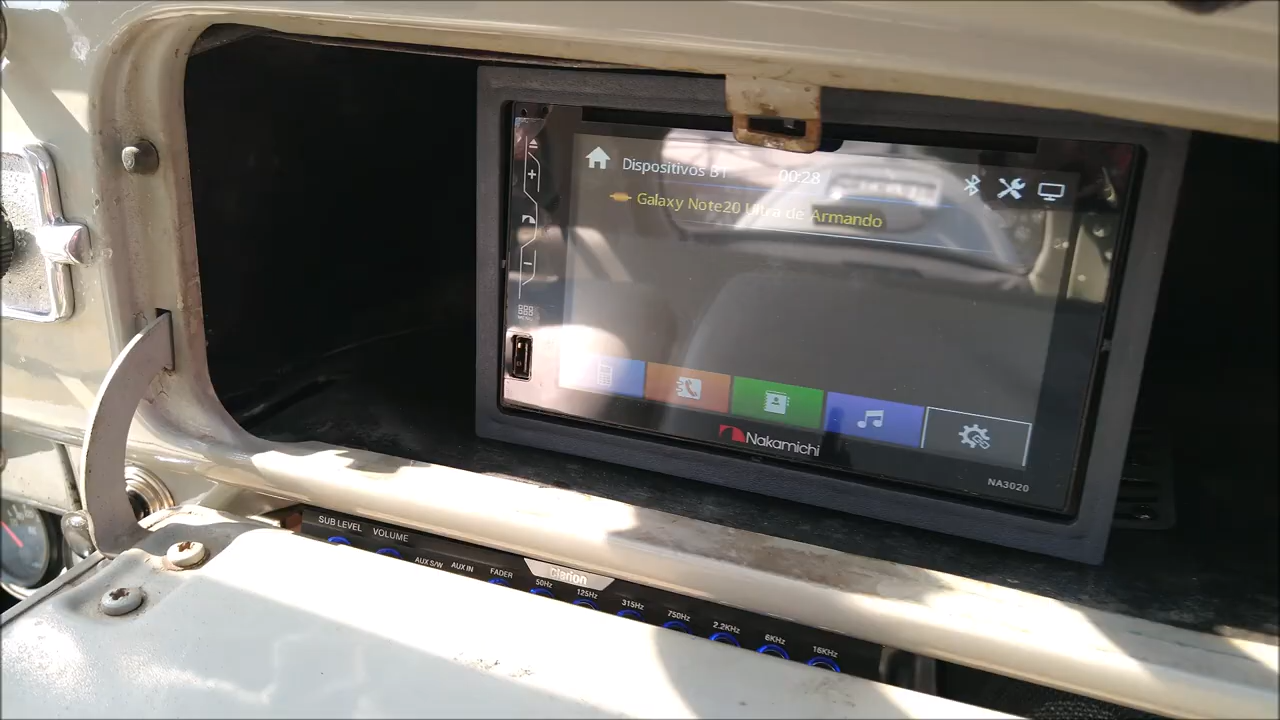 Dispositivos BT 00:28
Galaxy Note20 Ultra de Armando
Nakamichi
NA3020
SUB LEVEL VOLUME
AUX S/W AUX IN FADER
clarion
50Hz 125Hz 315Hz 750Hz 2.2KHz 6KHz 16KHz